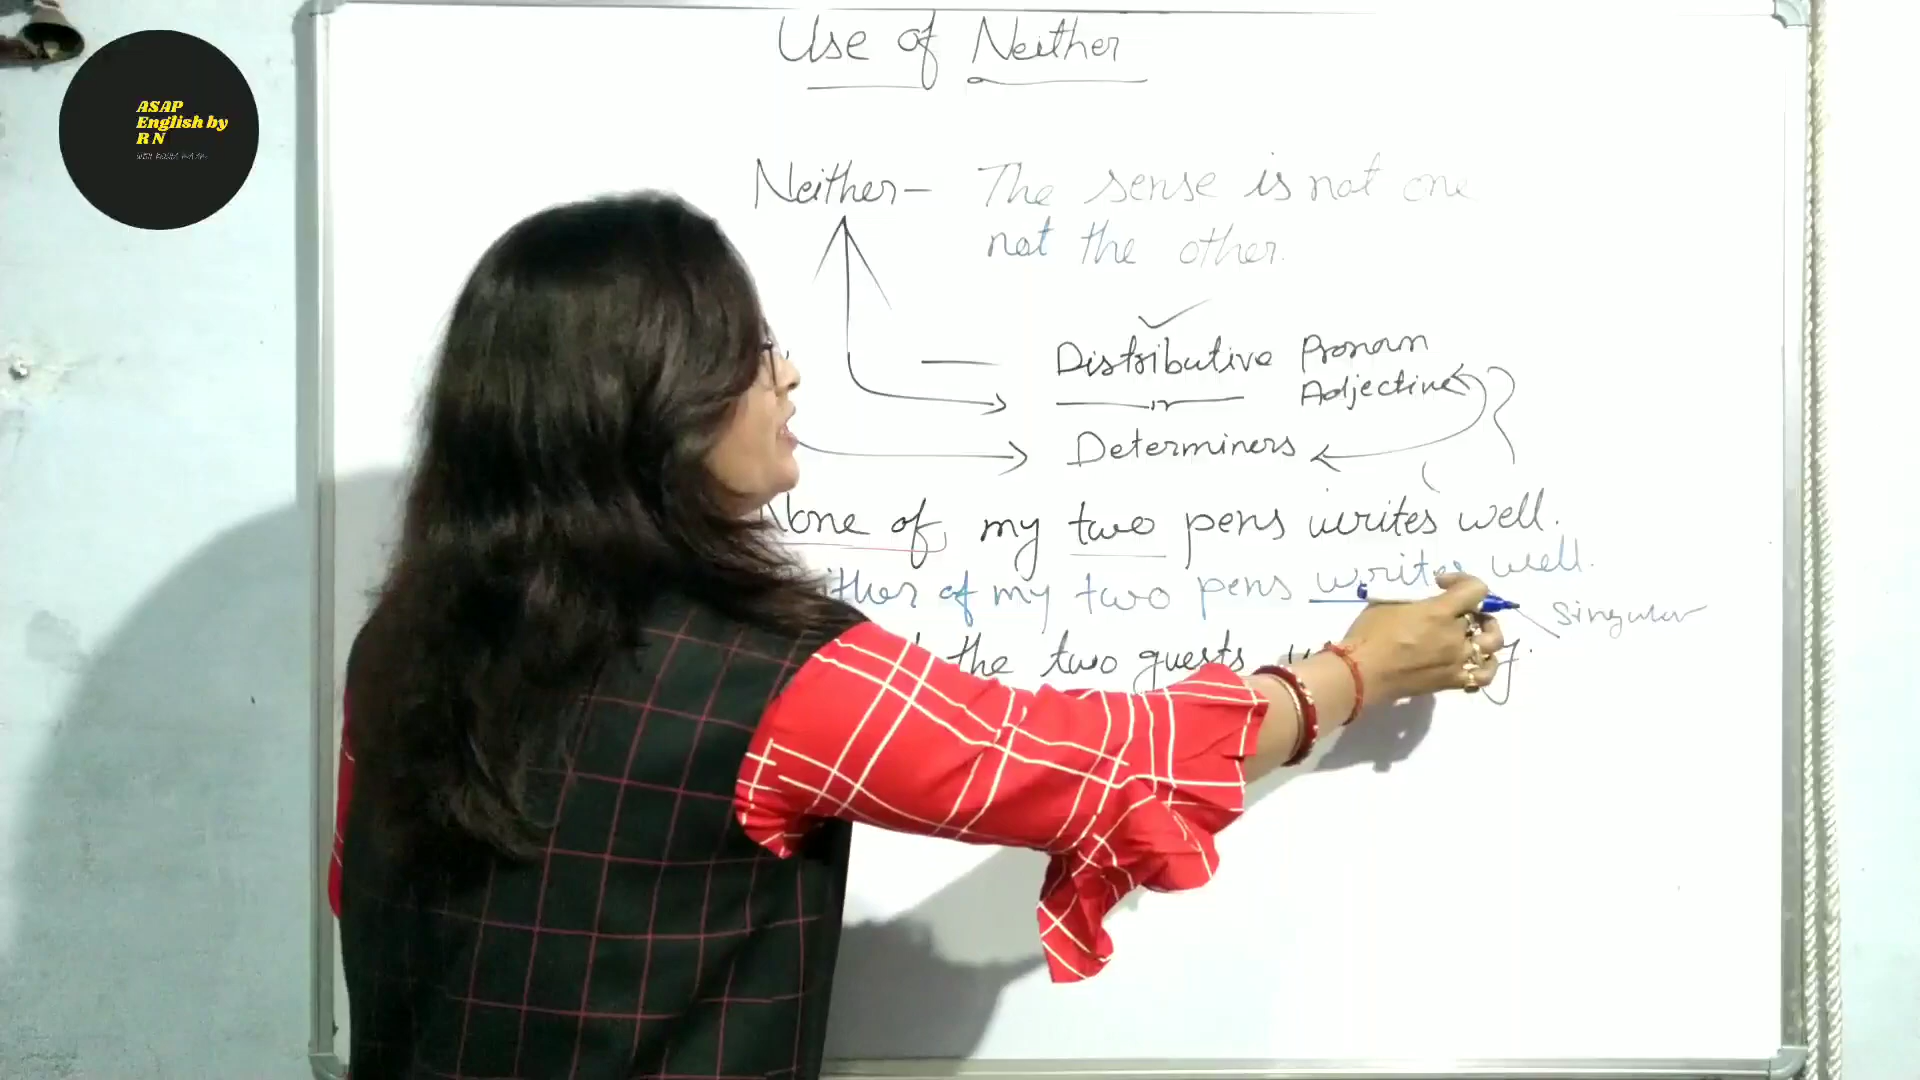 ASAP
English by
R N
Use of Neither
Neither - The sense is not one
not the other.
Distributive Pronoun
Adjective
Determiners
None of my two pens writes well.
ither of my two pens writes well.
Singular
the two guests